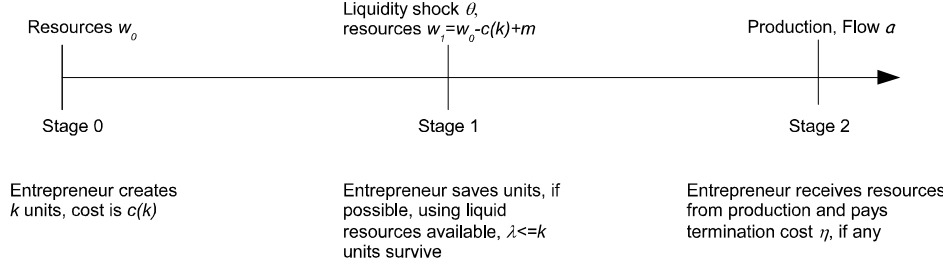 Resources w₀
Liquidity shock θ,
resources w₁=w₀-c(k)+m
Production, Flow a
Stage 0
Stage 1
Stage 2
Entrepreneur creates
k units, cost is c(k)
Entrepreneur saves units, if
possible, using liquid
resources available, λ<=k
units survive
Entrepreneur receives resources
from production and pays
termination cost η, if any